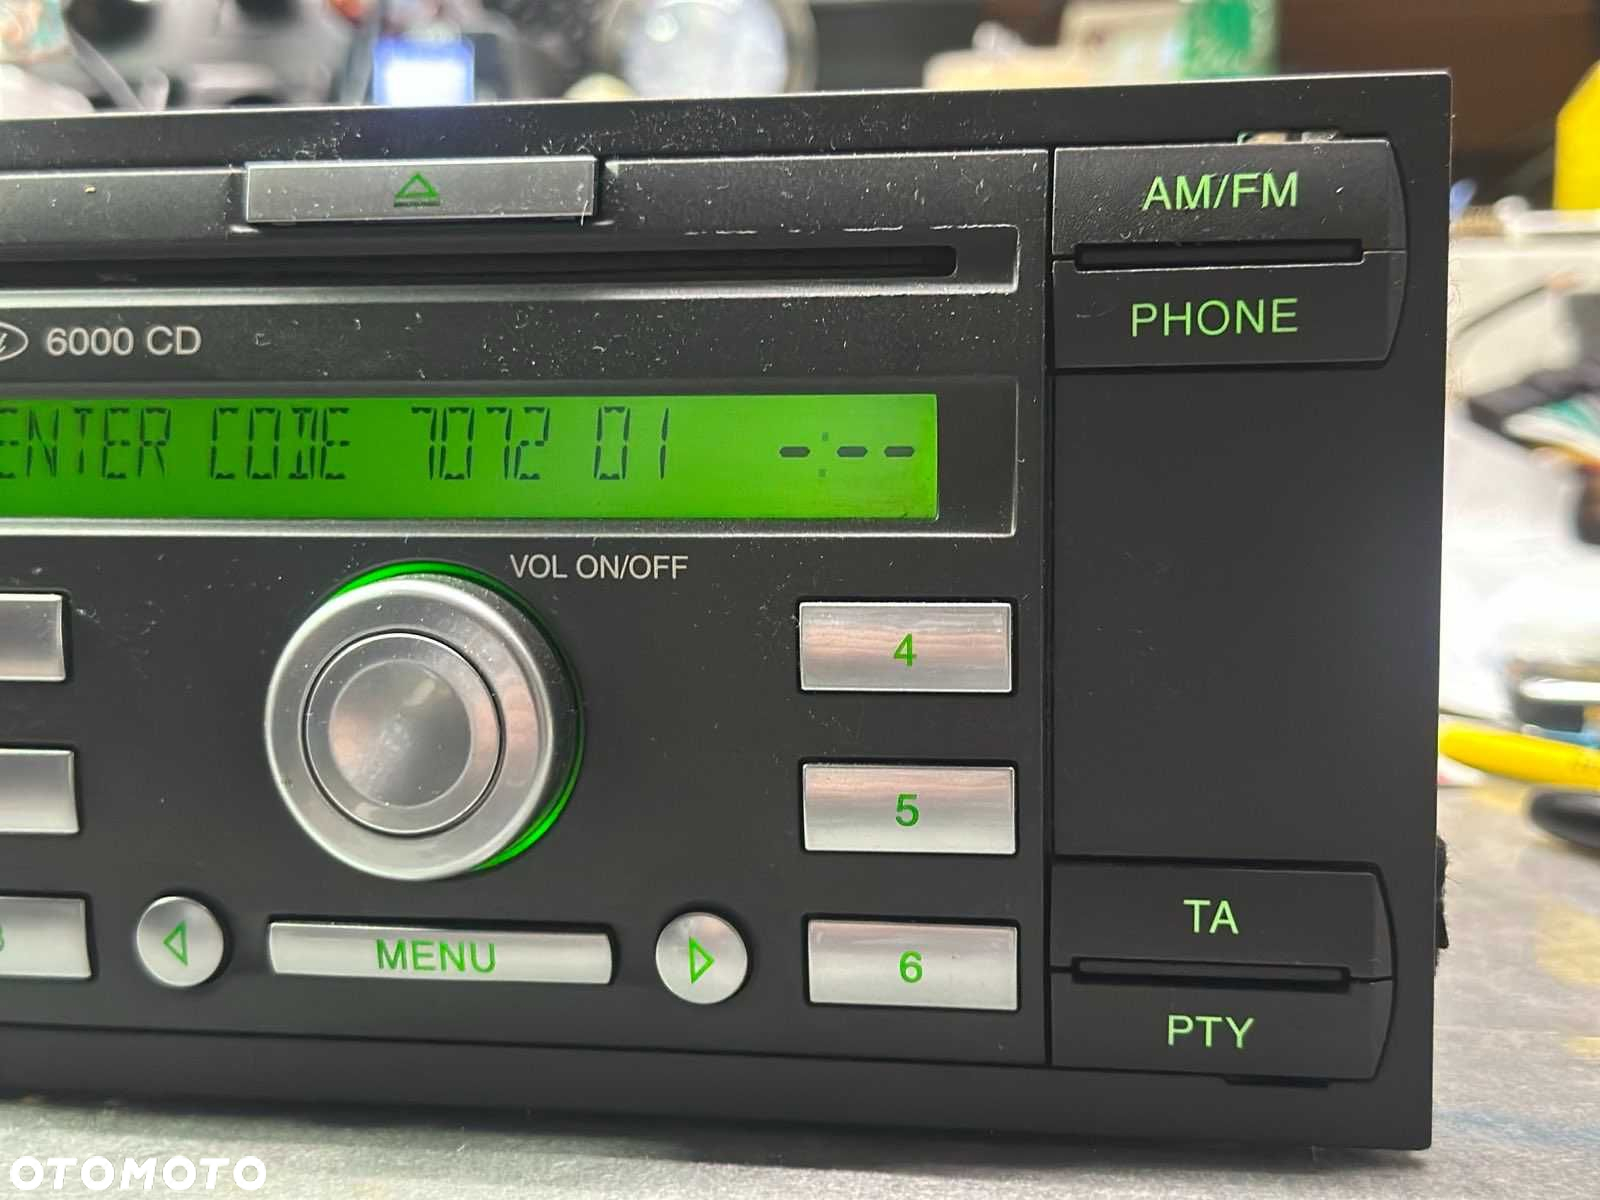 AM/FM
PHONE
6000 CD
ENTER CODE 7072 01 -:--
VOL ON/OFF
4
5
6
MENU
TA
PTY
OTOMOTO